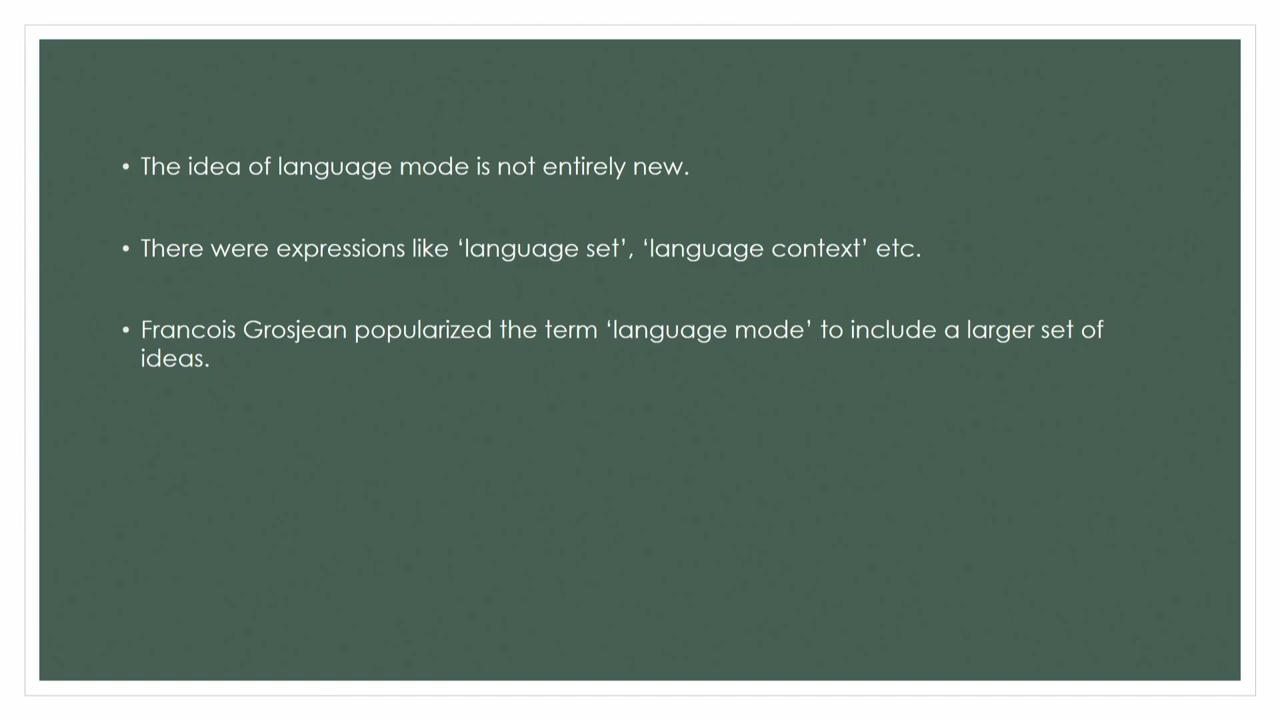 • The idea of language mode is not entirely new.
• There were expressions like ‘language set’, ‘language context’ etc.
• Francois Grosjean popularized the term ‘language mode’ to include a larger set of
ideas.